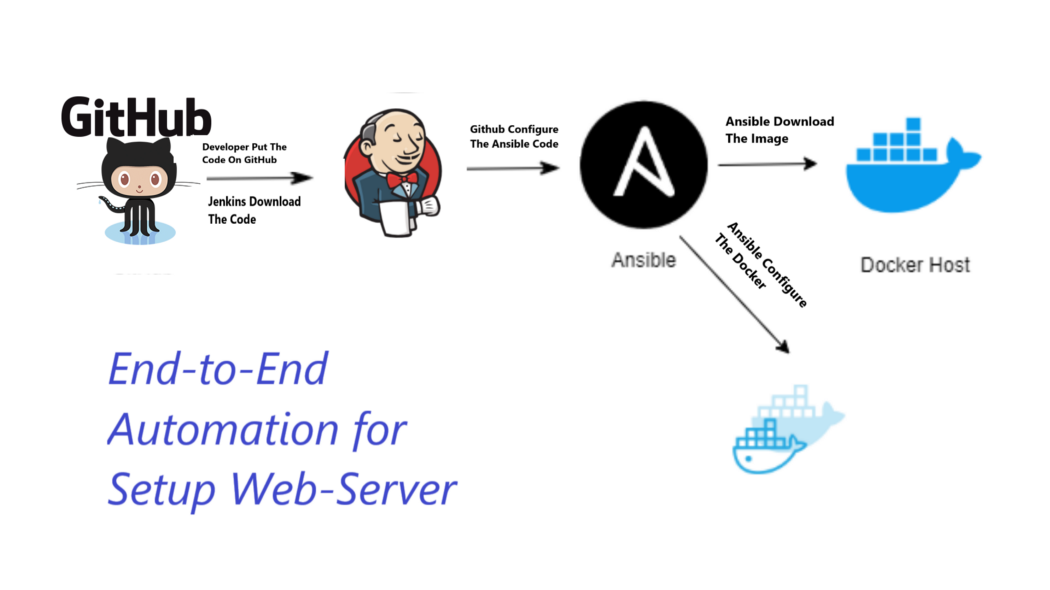 GitHub
Developer Put The
Code On GitHub
Jenkins Download
The Code
Github Configure
The Ansible Code
Ansible
Ansible Download
The Image
Docker Host
Ansible Configure
The Docker
End-to-End
Automation for
Setup Web-Server